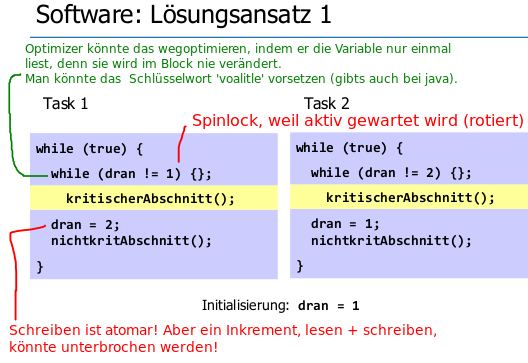 Software: Lösungsansatz 1
Optimizer könnte das wegoptimieren, indem er die Variable nur einmal
liest, denn sie wird im Block nie verändert.
Man könnte das Schlüsselwort 'voalitle' vorsetzen (gibts auch bei java).
Task 1
Task 2
Spinlock, weil aktiv gewartet wird (rotiert)
while (true) {
while (dran != 1) {};
kritischerAbschnitt();
dran = 2;
nichtkritAbschnitt();
}
while (true) {
while (dran != 2) {};
kritischerAbschnitt();
dran = 1;
nichtkritAbschnitt();
}
Initialisierung: dran = 1
Schreiben ist atomar! Aber ein Inkrement, lesen + schreiben,
könnte unterbrochen werden!